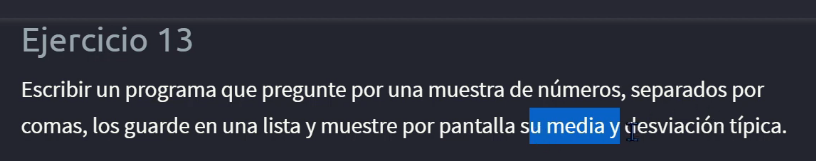 Ejercicio 13
Escribir un programa que pregunte por una muestra de números, separados por
comas, los guarde en una lista y muestre por pantalla su media y desviación típica.